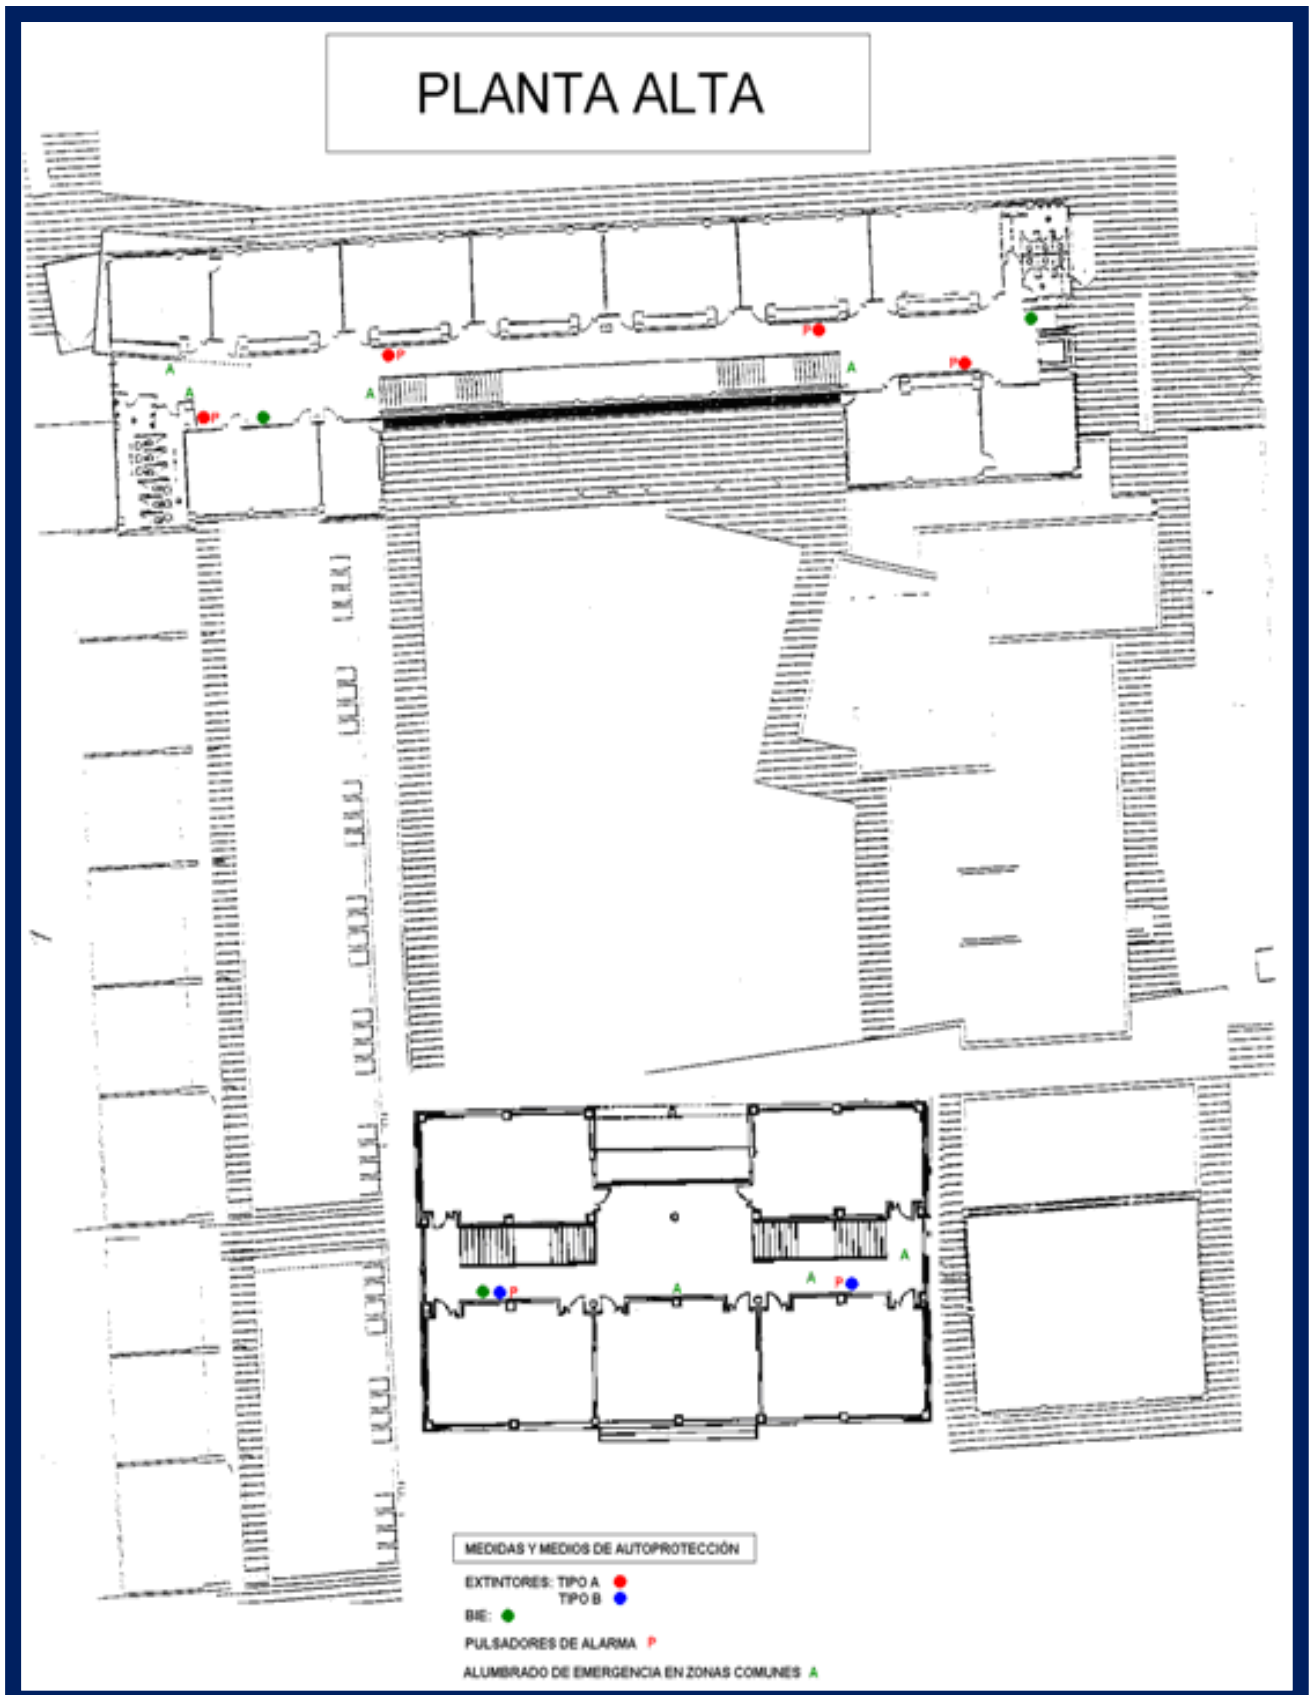 PLANTA ALTA
P
P
P
A
A
A
A
P
A
A
A
P
P
A
MEDIDAS Y MEDIOS DE AUTOPROTECCIÓN
EXTINTORES: TIPO A
TIPO B
BIE:
PULSADORES DE ALARMA P
ALUMBRADO DE EMERGENCIA EN ZONAS COMUNES A